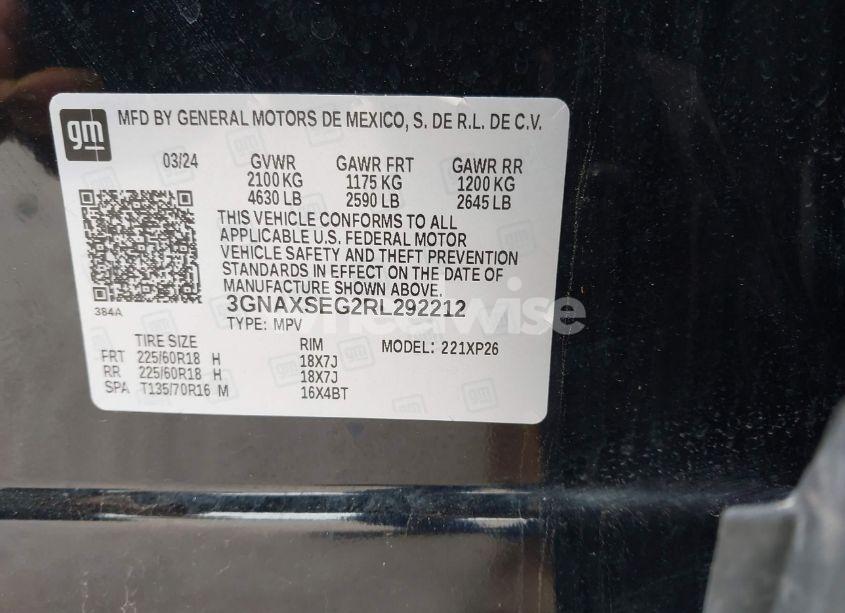 gm MFD BY GENERAL MOTORS DE MEXICO, S. DE R.L. DE C.V.
03/24 GVWR GAWR FRT GAWR RR
2100 KG 1175 KG 1200 KG
4630 LB 2590 LB 2645 LB
THIS VEHICLE CONFORMS TO ALL
APPLICABLE U.S. FEDERAL MOTOR
VEHICLE SAFETY AND THEFT PREVENTION
STANDARDS IN EFFECT ON THE DATE OF
MANUFACTURE SHOWN ABOVE.
384A
3GNAXSEG2RL292212
TYPE: MPV
TIRE SIZE RIM MODEL: 221XP26
FRT 225/60R18 H 18X7J
RR 225/60R18 H 18X7J
SPA T135/70R16 M 16X4BT